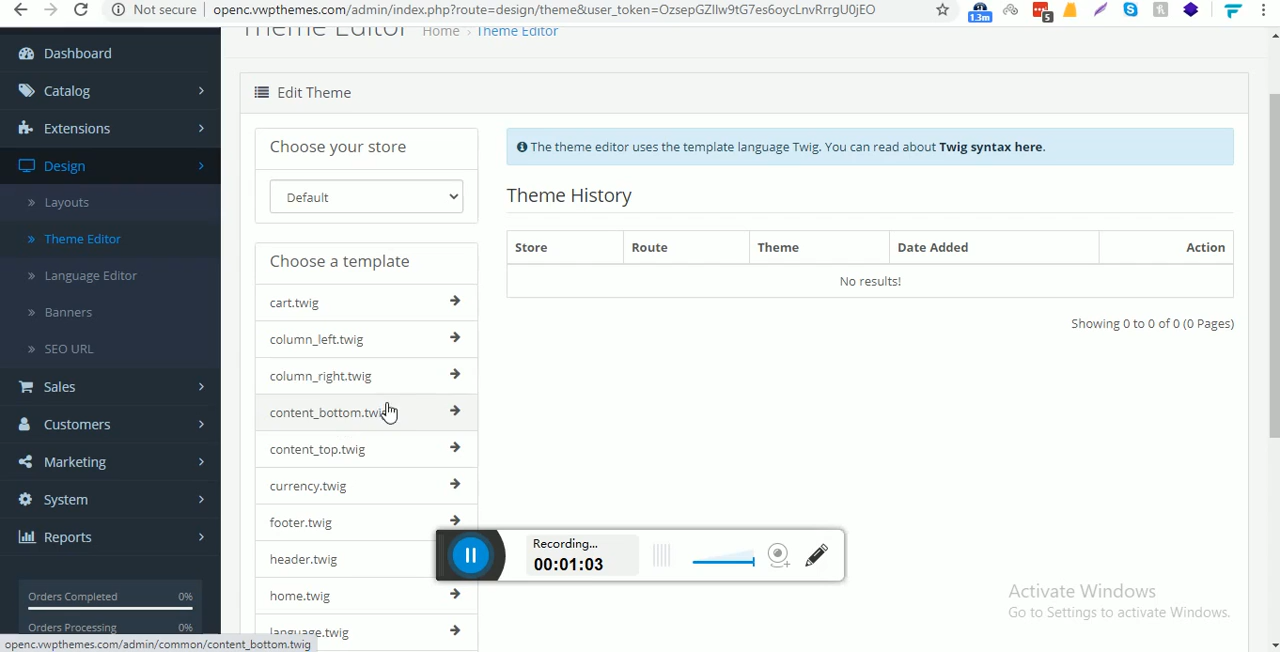 Not secure
openc.vwpthemes.com/admin/index.php?route=design/theme&user_token=OzsepGZIlw9tG7es6oycLnvRrrgU0jEO
1.3m
5
Theme Editor
Home › Theme Editor
Dashboard
Catalog
Extensions
Design
» Layouts
» Theme Editor
» Language Editor
» Banners
» SEO URL
Sales
Customers
Marketing
System
Reports
Orders Completed 0%
Orders Processing 0%
Edit Theme
Choose your store
Default
Choose a template
cart.twig
column_left.twig
column_right.twig
content_bottom.twig
content_top.twig
currency.twig
footer.twig
header.twig
home.twig
language.twig
The theme editor uses the template language Twig. You can read about Twig syntax here.
Theme History
Store Route Theme Date Added Action
No results!
Showing 0 to 0 of 0 (0 Pages)
Recording...
00:01:03
Activate Windows
Go to Settings to activate Windows.
openc.vwpthemes.com/admin/common/content_bottom.twig